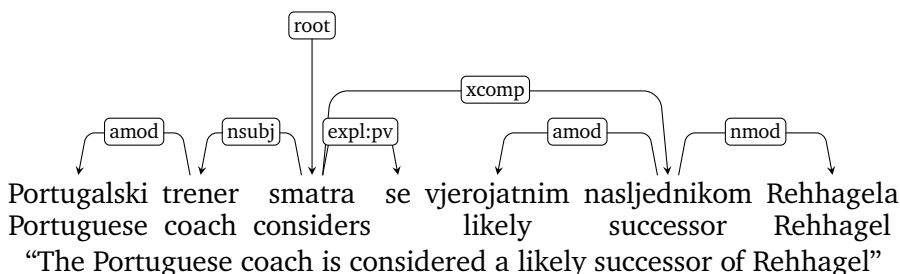 root
xcomp
amod nsubj expl:pv amod nmod
Portugalski trener smatra se vjerojatnim nasljednikom Rehhagela
Portuguese coach considers likely successor Rehhagel
“The Portuguese coach is considered a likely successor of Rehhagel”